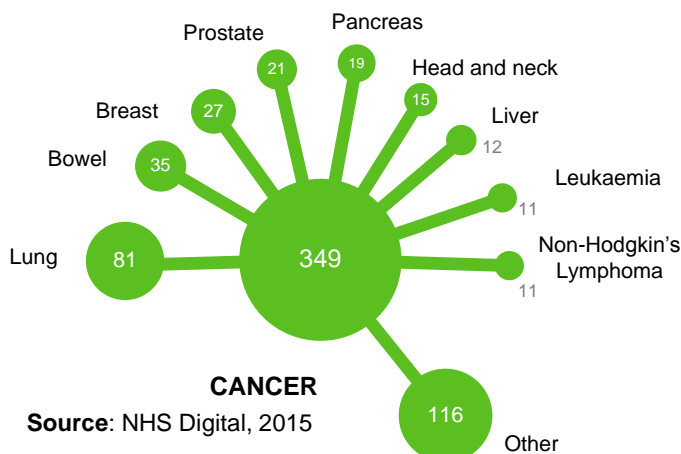 Pancreas
19
Prostate
21
Head and neck
15
Breast
27
Liver
12
Bowel
35
Leukaemia
11
Lung
81
349
Non-Hodgkin's
Lymphoma
11
CANCER
Source: NHS Digital, 2015
116
Other